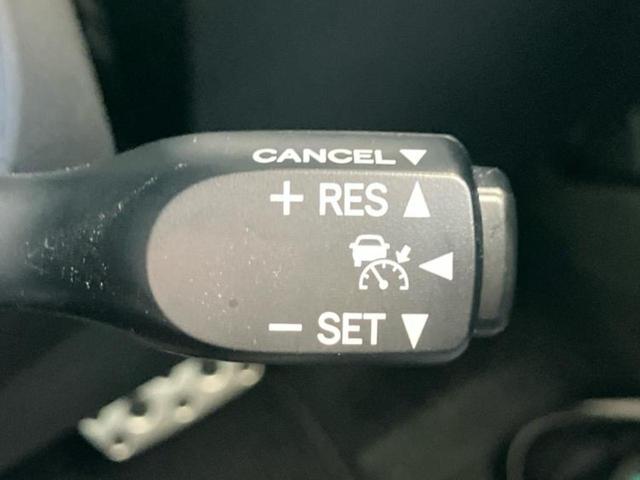 CANCEL ▼
+ RES ▲
◀
− SET ▼